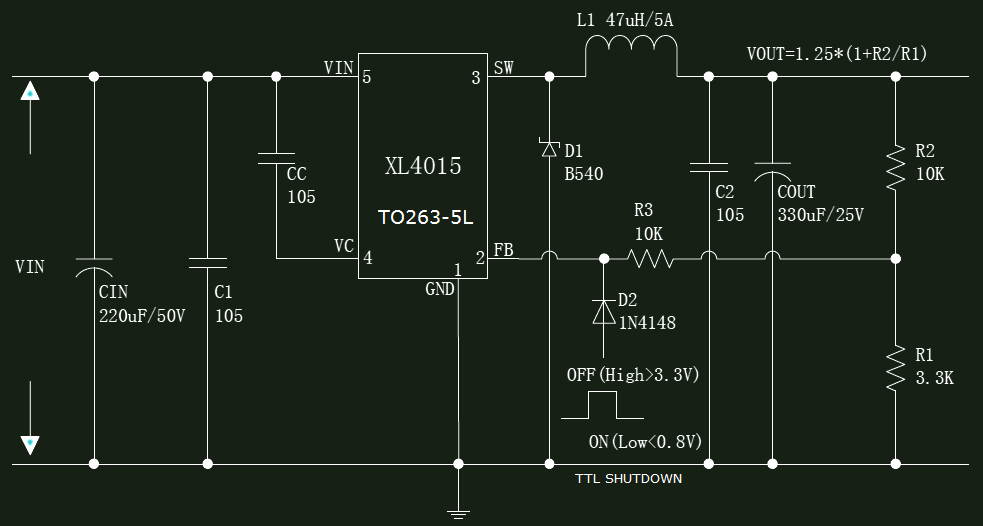 L1 47uH/5A
VOUT=1.25*(1+R2/R1)
VIN
5
3
SW
D1
B540
R2
10K
XL4015
CC
105
C2
105
COUT
330uF/25V
TO263-5L
R3
10K
VC
4
2
FB
VIN
1
GND
CIN
220uF/50V
C1
105
D2
1N4148
R1
3.3K
OFF(High>3.3V)
ON(Low<0.8V)
TTL SHUTDOWN